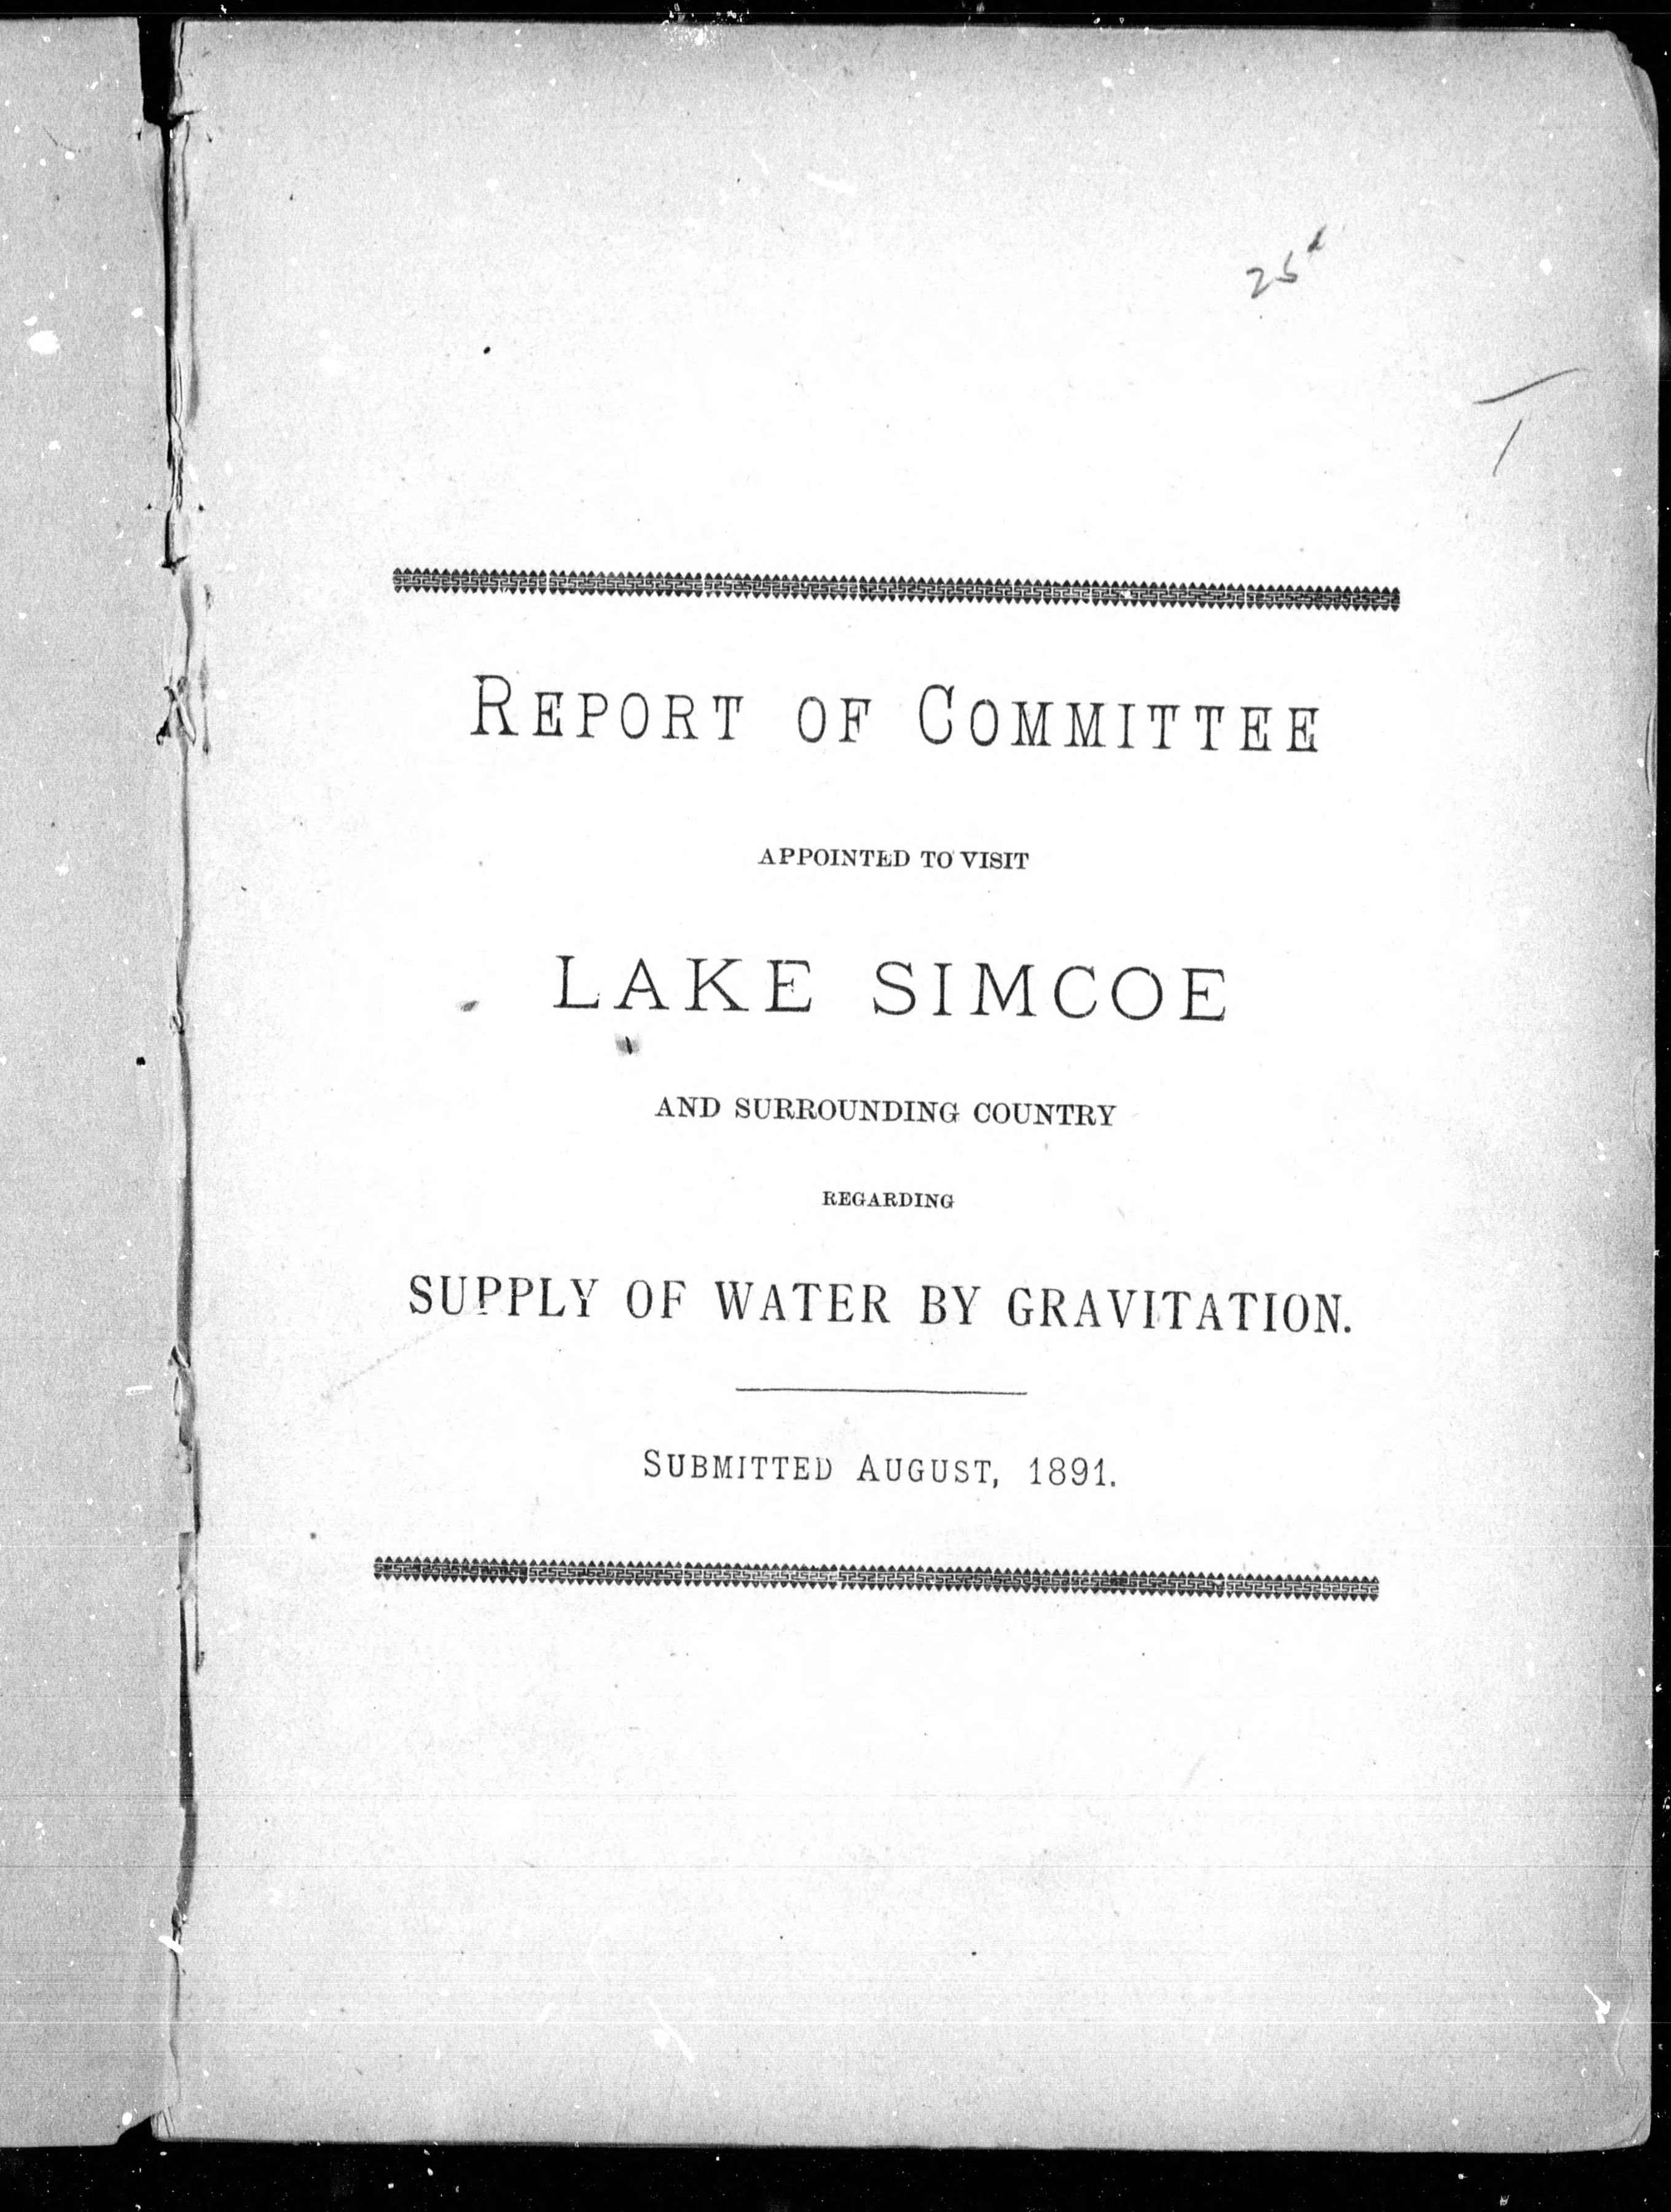 REPORT OF COMMITTEE
APPOINTED TO VISIT
LAKE SIMCOE
AND SURROUNDING COUNTRY
REGARDING
SUPPLY OF WATER BY GRAVITATION.
SUBMITTED AUGUST, 1891.